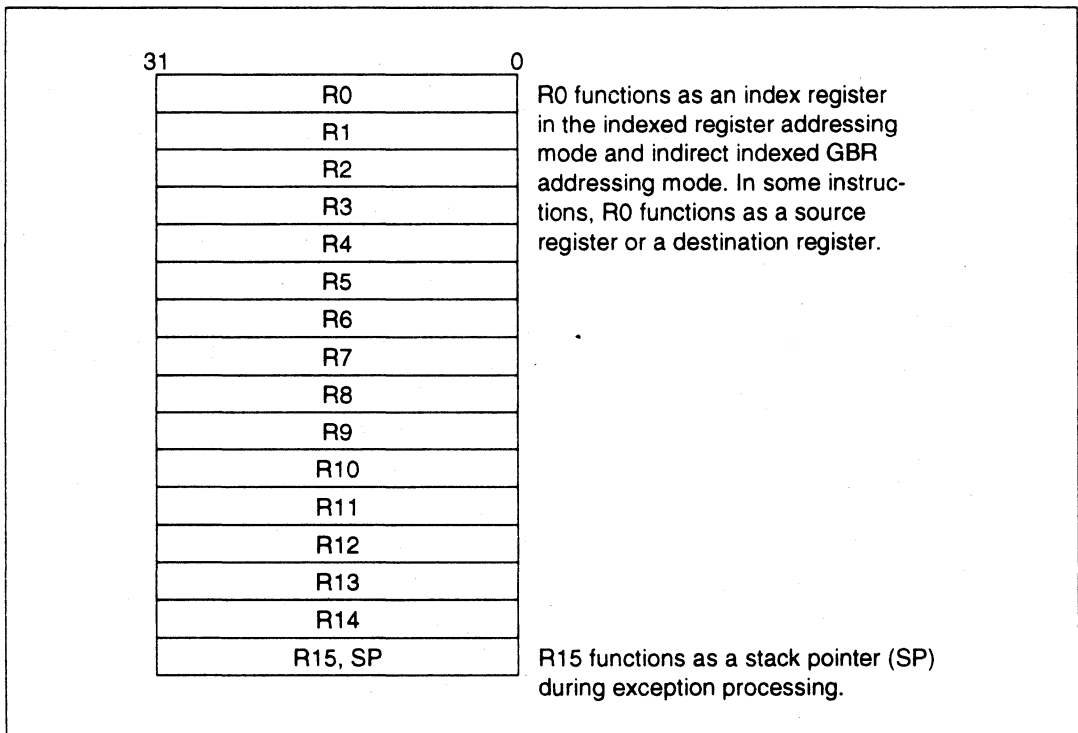 31 0
R0
R1
R2
R3
R4
R5
R6
R7
R8
R9
R10
R11
R12
R13
R14
R15, SP
R0 functions as an index register
in the indexed register addressing
mode and indirect indexed GBR
addressing mode. In some instruc-
tions, R0 functions as a source
register or a destination register.
R15 functions as a stack pointer (SP)
during exception processing.